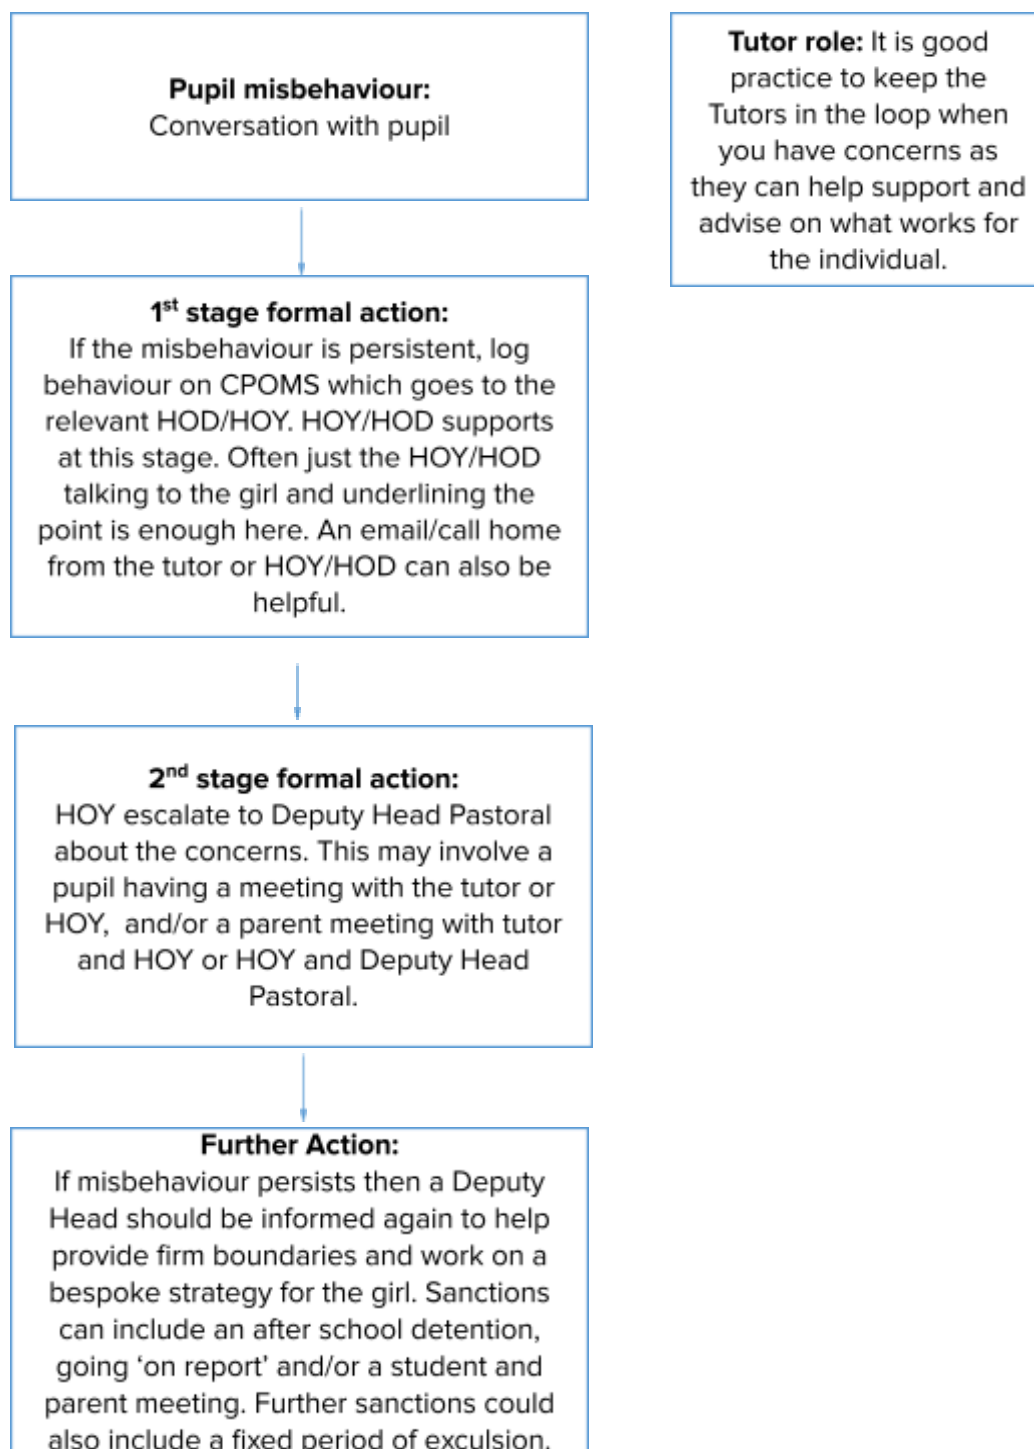 Pupil misbehaviour:
Conversation with pupil
Tutor role: It is good
practice to keep the
Tutors in the loop when
you have concerns as
they can help support and
advise on what works for
the individual.
1st stage formal action:
If the misbehaviour is persistent, log
behaviour on CPOMS which goes to the
relevant HOD/HOY. HOY/HOD supports
at this stage. Often just the HOY/HOD
talking to the girl and underlining the
point is enough here. An email/call home
from the tutor or HOY/HOD can also be
helpful.
2nd stage formal action:
HOY escalate to Deputy Head Pastoral
about the concerns. This may involve a
pupil having a meeting with the tutor or
HOY,  and/or a parent meeting with tutor
and HOY or HOY and Deputy Head
Pastoral.
Further Action:
If misbehaviour persists then a Deputy
Head should be informed again to help
provide firm boundaries and work on a
bespoke strategy for the girl. Sanctions
can include an after school detention,
going ‘on report’ and/or a student and
parent meeting. Further sanctions could
also include a fixed period of exculsion.